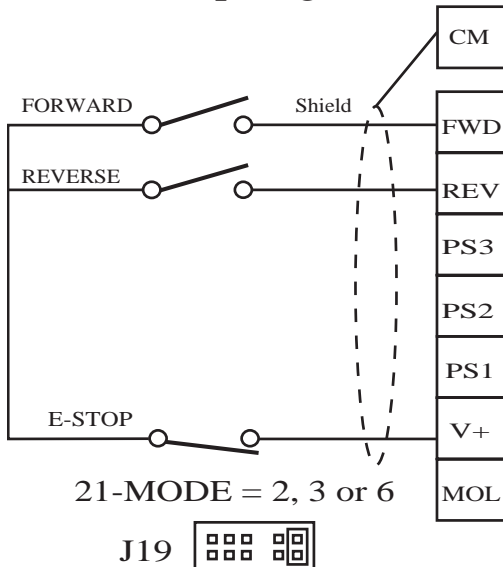 CM
FORWARD
Shield
FWD
REVERSE
REV
PS3
PS2
PS1
E-STOP
V+
21-MODE = 2, 3 or 6
MOL
J19